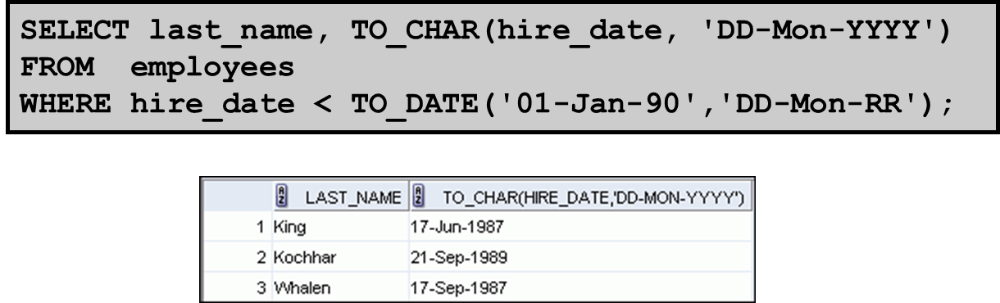 SELECT last_name, TO_CHAR(hire_date, 'DD-Mon-YYYY')
FROM employees
WHERE hire_date < TO_DATE('01-Jan-90','DD-Mon-RR');
LAST_NAME TO_CHAR(HIRE_DATE,'DD-MON-YYYY')
1 King 17-Jun-1987
2 Kochhar 21-Sep-1989
3 Whalen 17-Sep-1987